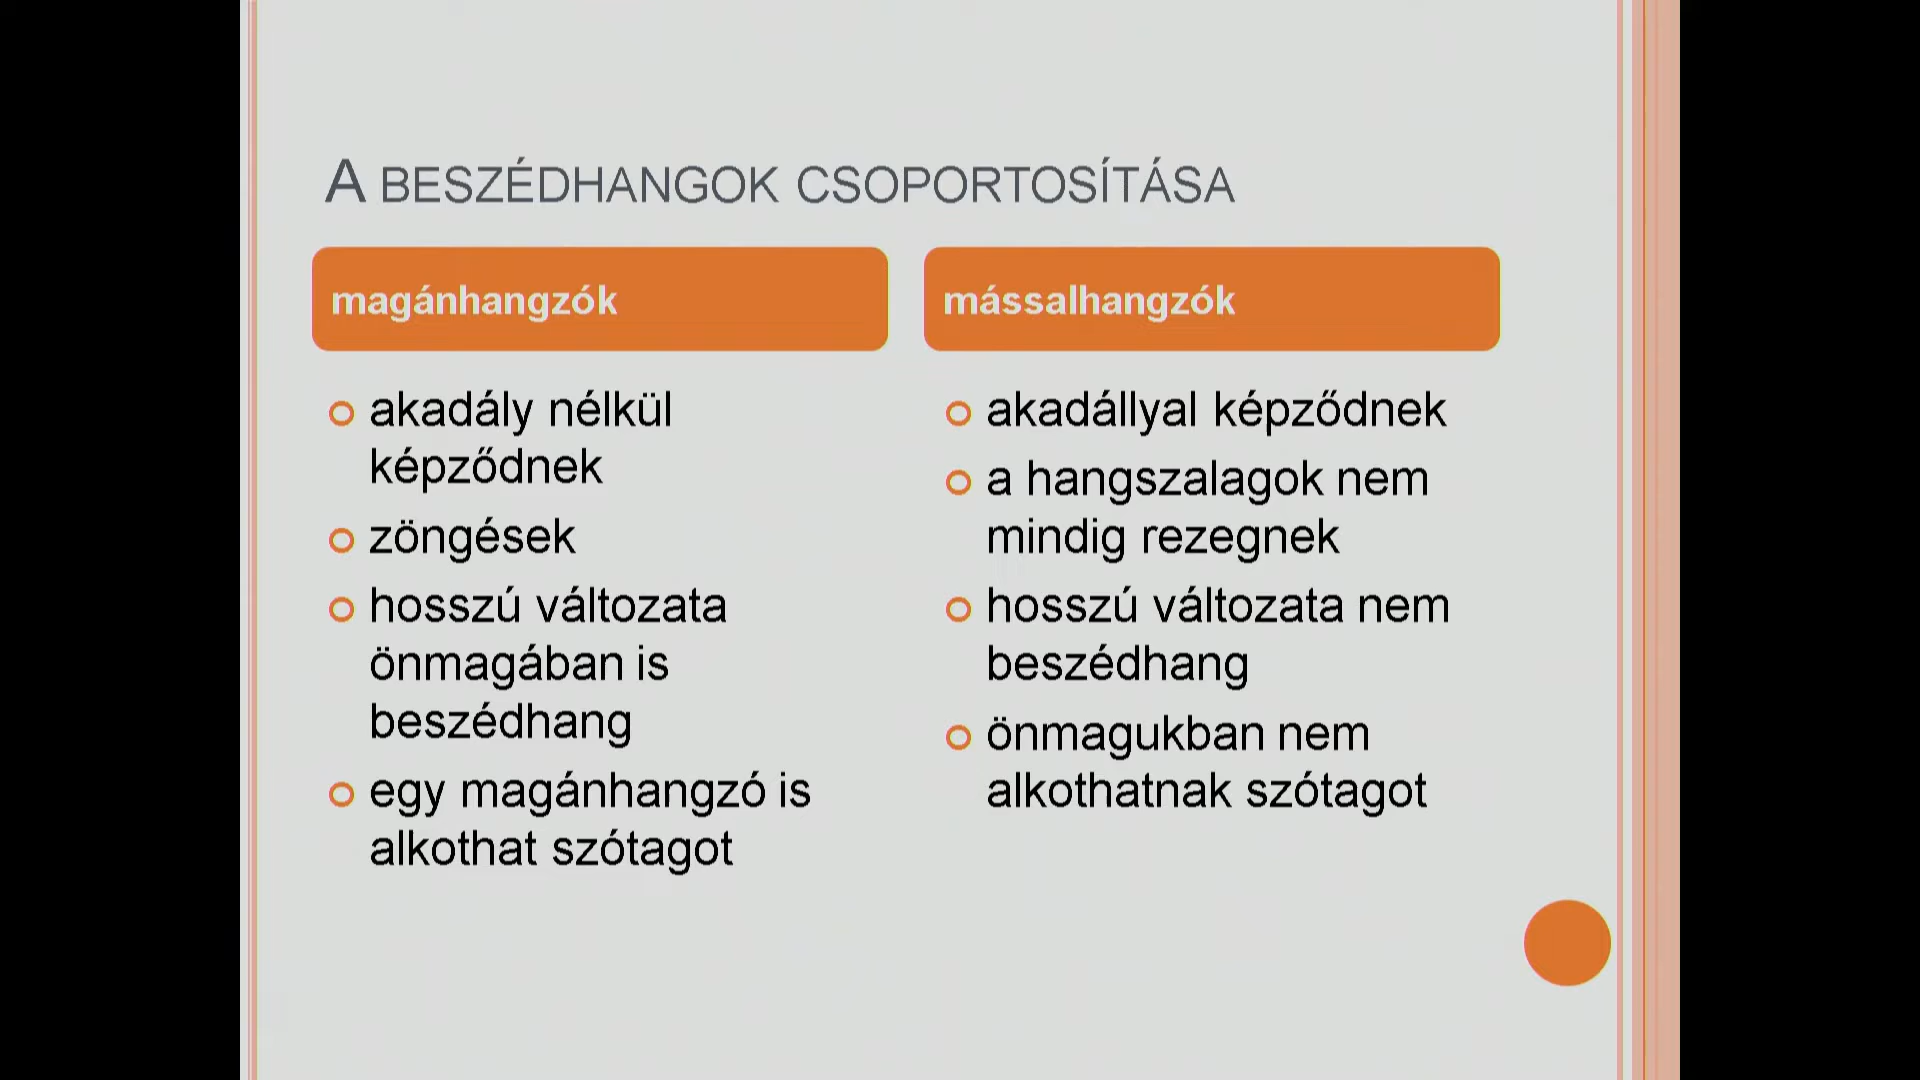 A BESZÉDHANGOK CSOPORTOSÍTÁSA
magánhangzók
akadály nélkül
képződnek
zöngések
hosszú változata
önmagában is
beszédhang
egy magánhangzó is
alkothat szótagot
mássalhangzók
akadállyal képződnek
a hangszalagok nem
mindig rezegnek
hosszú változata nem
beszédhang
önmagukban nem
alkothatnak szótagot